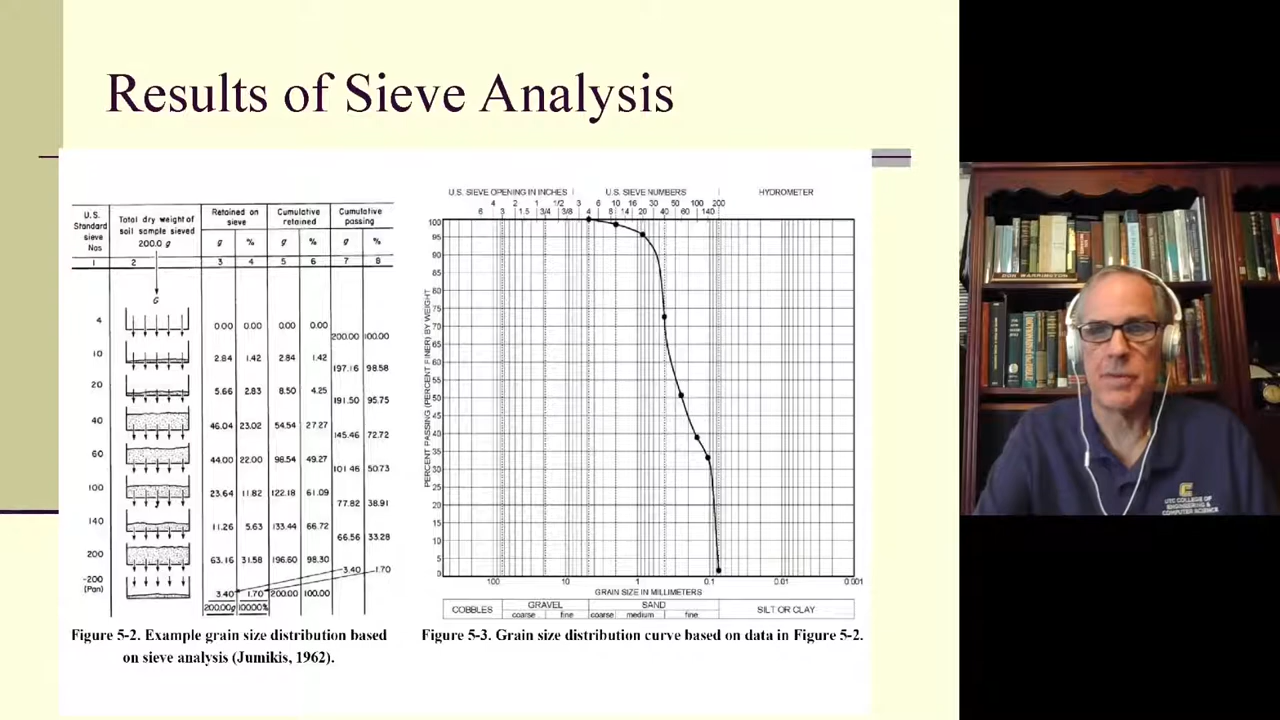 Results of Sieve Analysis
U.S. Standard sieve Nos
Total dry weight of soil sample sieved 200.0 g
Retained on sieve
Cumulative retained
Cumulative passing
g % g % g %
1 2 3 4 5 6 7 8
G
4 0.00 0.00 0.00 0.00
200.00 100.00
10 2.84 1.42 2.84 1.42
197.16 98.58
20 5.66 2.83 8.50 4.25
191.50 95.75
40 46.04 23.02 54.54 27.27
145.46 72.72
60 44.00 22.00 98.54 49.27
101.46 50.73
100 23.64 11.82 122.18 61.09
77.82 38.91
140 11.26 5.63 133.44 66.72
66.56 33.28
200 63.16 31.58 196.60 98.30
3.40 1.70
-200 (Pan) 3.40 1.70 200.00 100.00
200.00g 100.00%
Figure 5-2. Example grain size distribution based
on sieve analysis (Jumikis, 1962).
U.S. SIEVE OPENING IN INCHES
U.S. SIEVE NUMBERS
HYDROMETER
4 2 1 1/2 3 6 10 16 30 50 100 200
6 3 1.5 3/4 3/8 4 8 14 20 40 60 140
PERCENT PASSING (PERCENT FINER) BY WEIGHT
100
95
90
85
80
75
70
65
60
55
50
45
40
35
30
25
20
15
10
5
0
100 10 1 0.1 0.01 0.001
GRAIN SIZE IN MILLIMETERS
COBBLES
GRAVEL
coarse fine
SAND
coarse medium fine
SILT OR CLAY
Figure 5-3. Grain size distribution curve based on data in Figure 5-2.
DON WARRINGTON
UTC COLLEGE OF
ENGINEERING &
COMPUTER SCIENCE